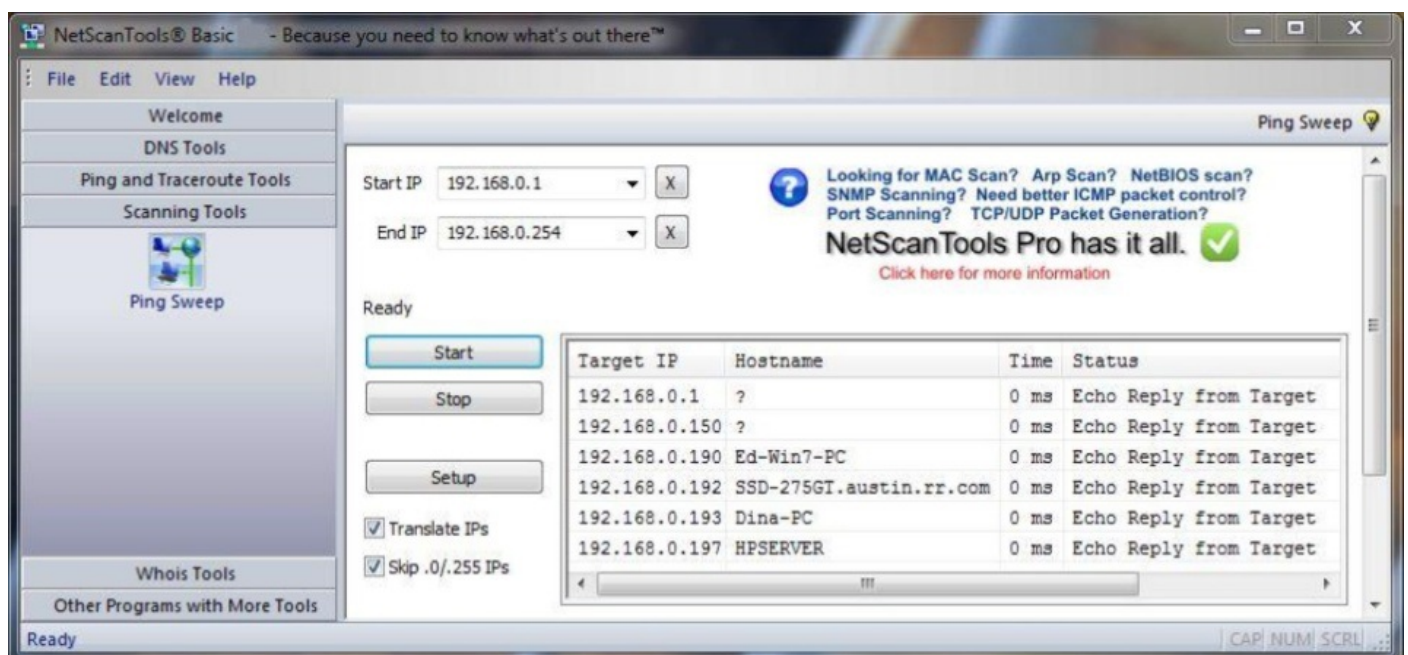 NetScanTools® Basic - Because you need to know what's out there™
File Edit View Help
Welcome
DNS Tools
Ping and Traceroute Tools
Scanning Tools
Ping Sweep
Whois Tools
Other Programs with More Tools
Ping Sweep
Start IP 192.168.0.1 X
End IP 192.168.0.254 X
Looking for MAC Scan? Arp Scan? NetBIOS scan?
SNMP Scanning? Need better ICMP packet control?
Port Scanning? TCP/UDP Packet Generation?
NetScanTools Pro has it all.
Click here for more information
Ready
Start
Stop
Setup
Translate IPs
Skip .0/.255 IPs
Target IP Hostname Time Status
192.168.0.1 ? 0 ms Echo Reply from Target
192.168.0.150 ? 0 ms Echo Reply from Target
192.168.0.190 Ed-Win7-PC 0 ms Echo Reply from Target
192.168.0.192 SSD-275GT.austin.rr.com 0 ms Echo Reply from Target
192.168.0.193 Dina-PC 0 ms Echo Reply from Target
192.168.0.197 HPSERVER 0 ms Echo Reply from Target
Ready CAP NUM SCRL